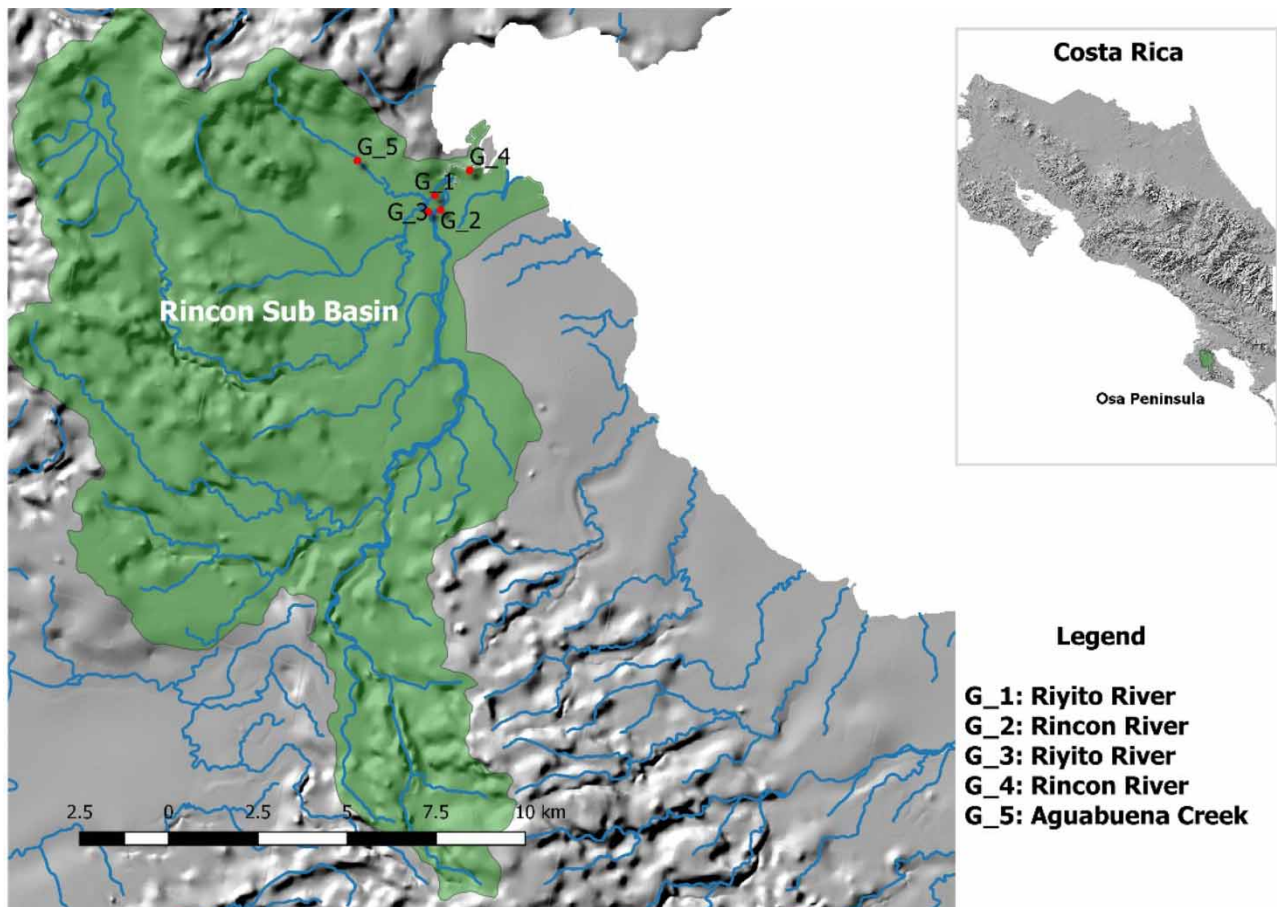 Costa Rica
G_5
G_4
G_1
G_3
G_2
Rincon Sub Basin
Osa Peninsula
Legend
G_1: Riyito River
G_2: Rincon River
G_3: Riyito River
G_4: Rincon River
G_5: Aguabuena Creek
2.5 0 2.5 5 7.5 10 km